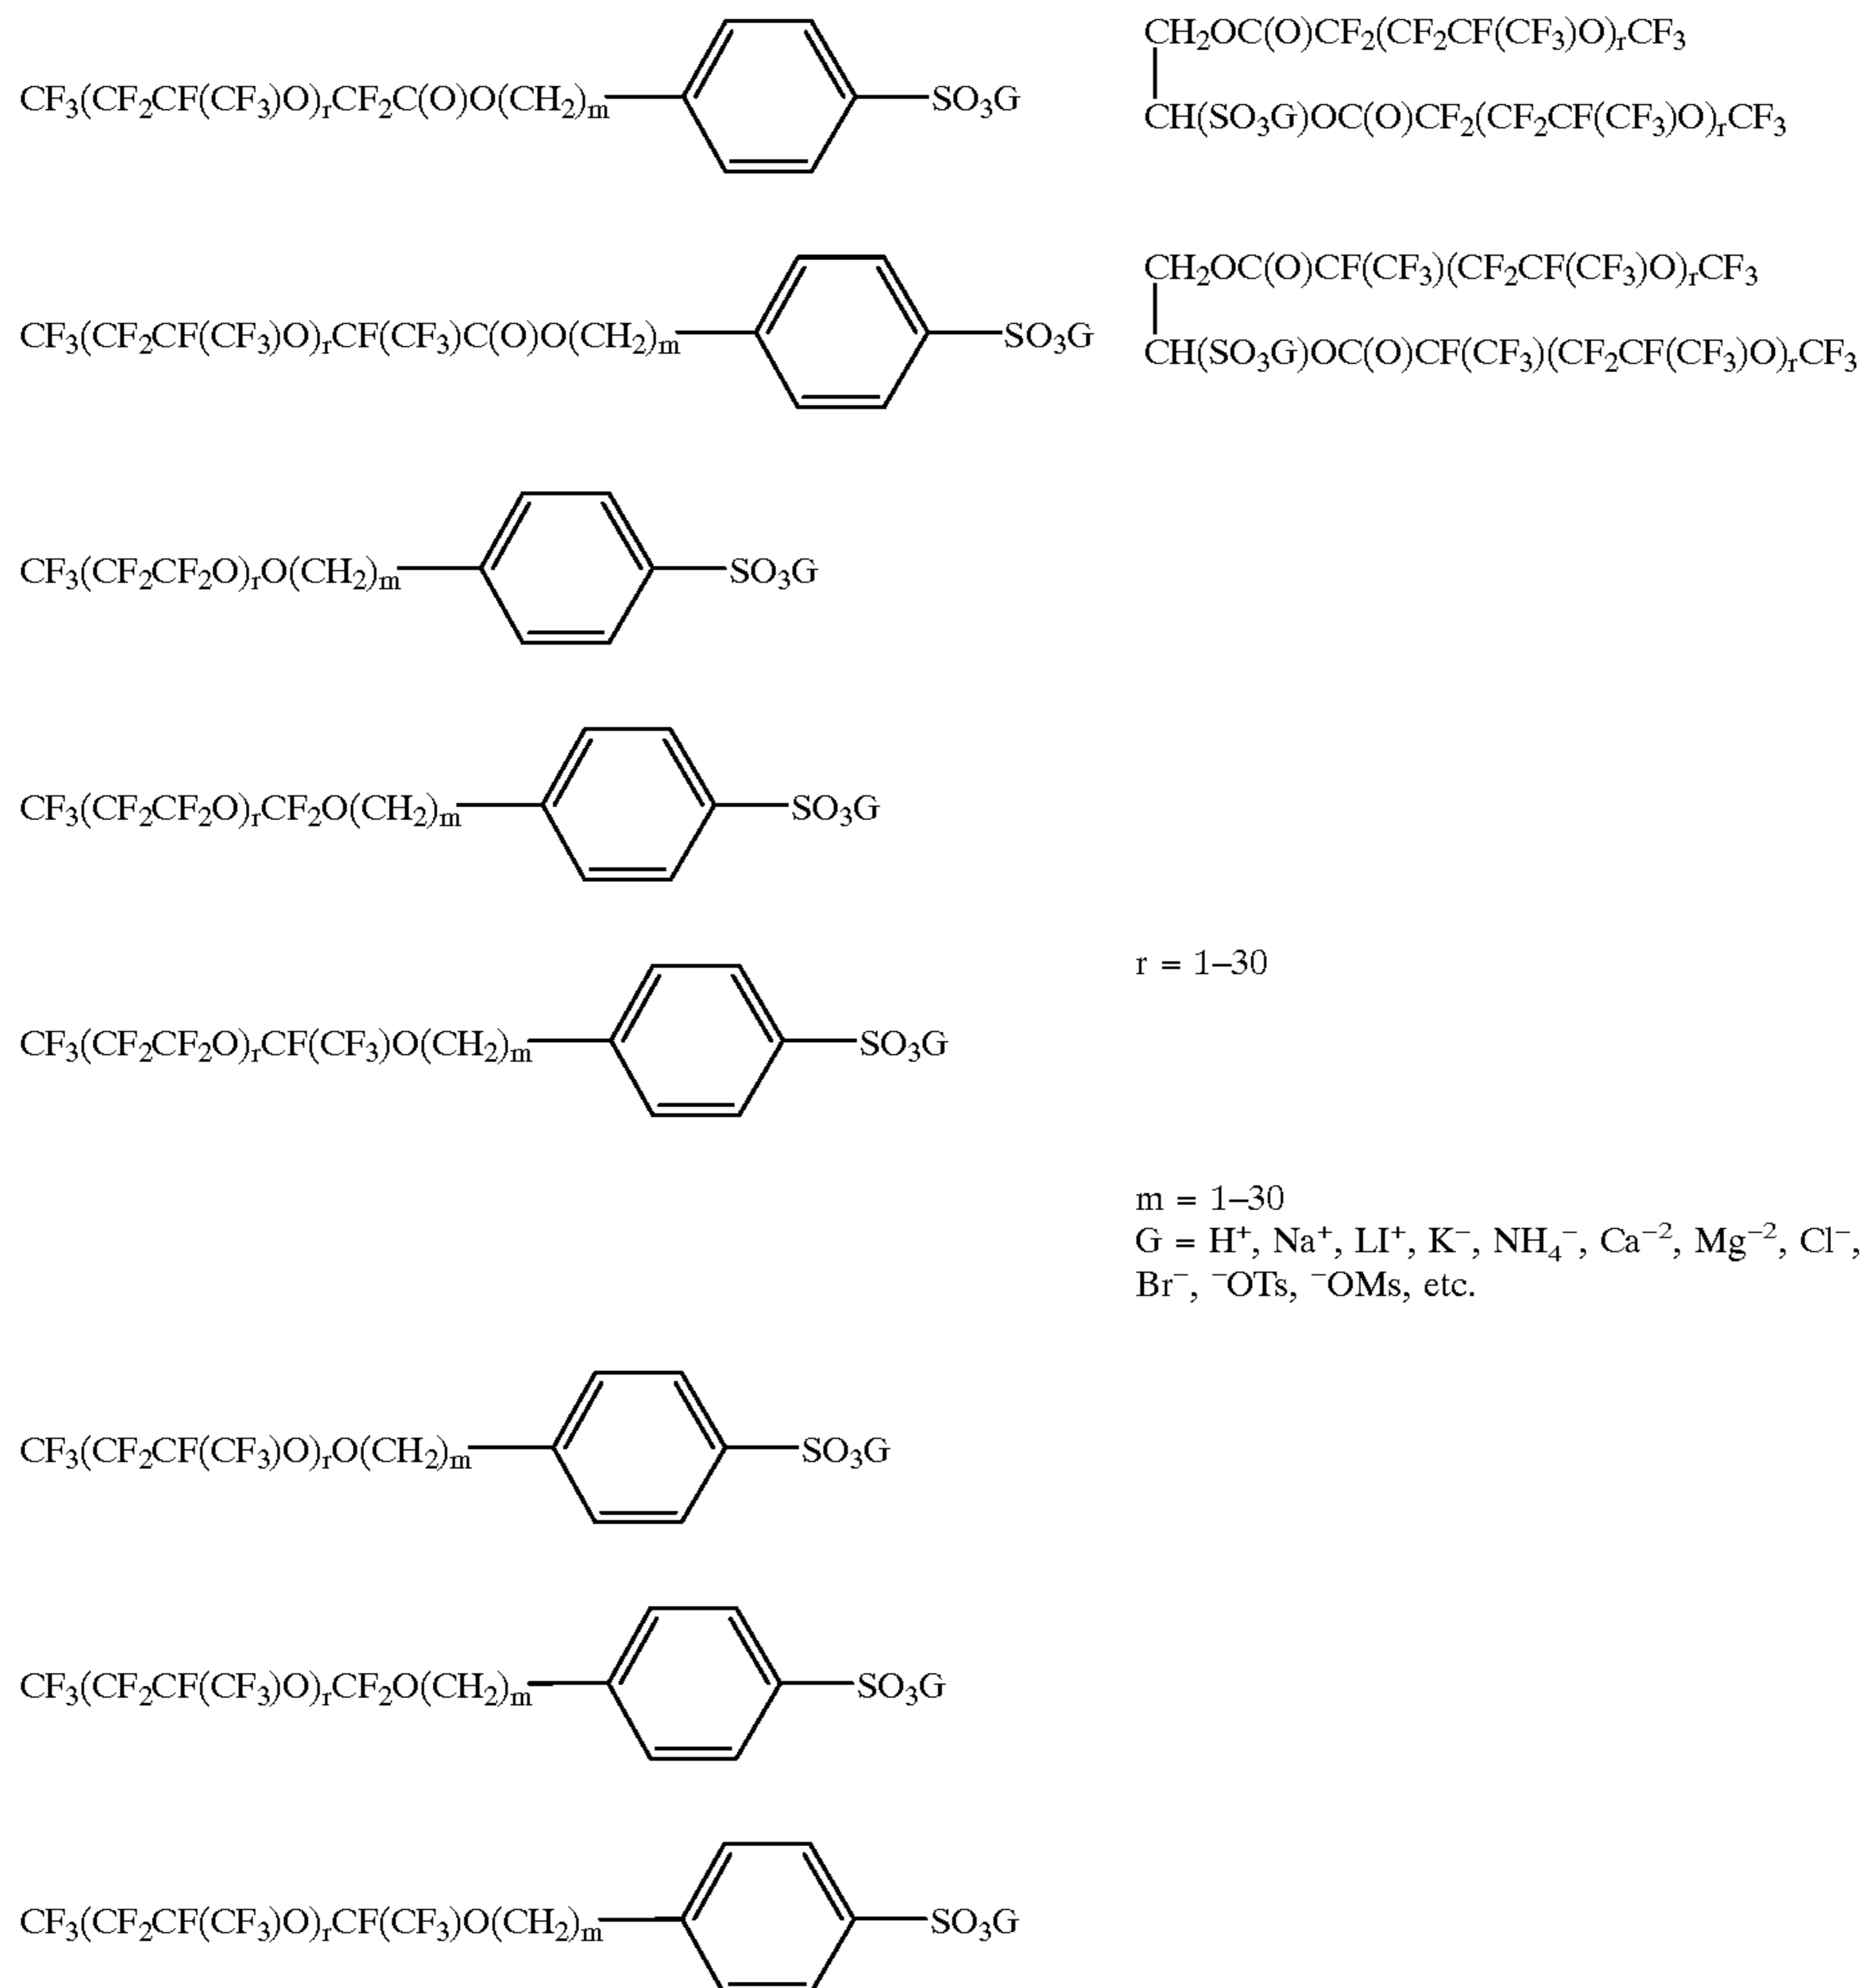 CF₃(CF₂CF(CF₃)O)ᵣCF₂C(O)O(CH₂)ₘ SO₃G
CH₂OC(O)CF₂(CF₂CF(CF₃)O)ᵣCF₃
CH(SO₃G)OC(O)CF₂(CF₂CF(CF₃)O)ᵣCF₃
CF₃(CF₂CF(CF₃)O)ᵣCF(CF₃)C(O)O(CH₂)ₘ SO₃G
CH₂OC(O)CF(CF₃)(CF₂CF(CF₃)O)ᵣCF₃
CH(SO₃G)OC(O)CF(CF₃)(CF₂CF(CF₃)O)ᵣCF₃
CF₃(CF₂CF₂O)ᵣO(CH₂)ₘ SO₃G
CF₃(CF₂CF₂O)ᵣCF₂O(CH₂)ₘ SO₃G
CF₃(CF₂CF₂O)ᵣCF(CF₃)O(CH₂)ₘ SO₃G
r = 1–30
m = 1–30
G = H⁺, Na⁺, LI⁺, K⁻, NH₄⁻, Ca⁻², Mg⁻², Cl⁻,
Br⁻, ⁻OTs, ⁻OMs, etc.
CF₃(CF₂CF(CF₃)O)ᵣO(CH₂)ₘ SO₃G
CF₃(CF₂CF(CF₃)O)ᵣCF₂O(CH₂)ₘ SO₃G
CF₃(CF₂CF(CF₃)O)ᵣCF(CF₃)O(CH₂)ₘ SO₃G